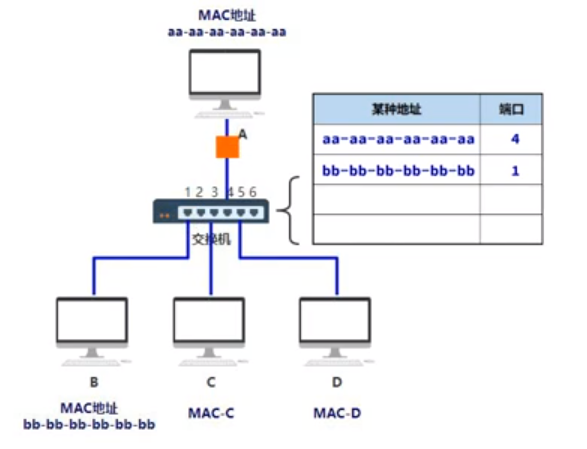 MAC地址
aa-aa-aa-aa-aa-aa
A
某种地址 端口
aa-aa-aa-aa-aa-aa 4
bb-bb-bb-bb-bb-bb 1
1 2 3 4 5 6
交换机
B C D
MAC地址
bb-bb-bb-bb-bb-bb
MAC-C
MAC-D